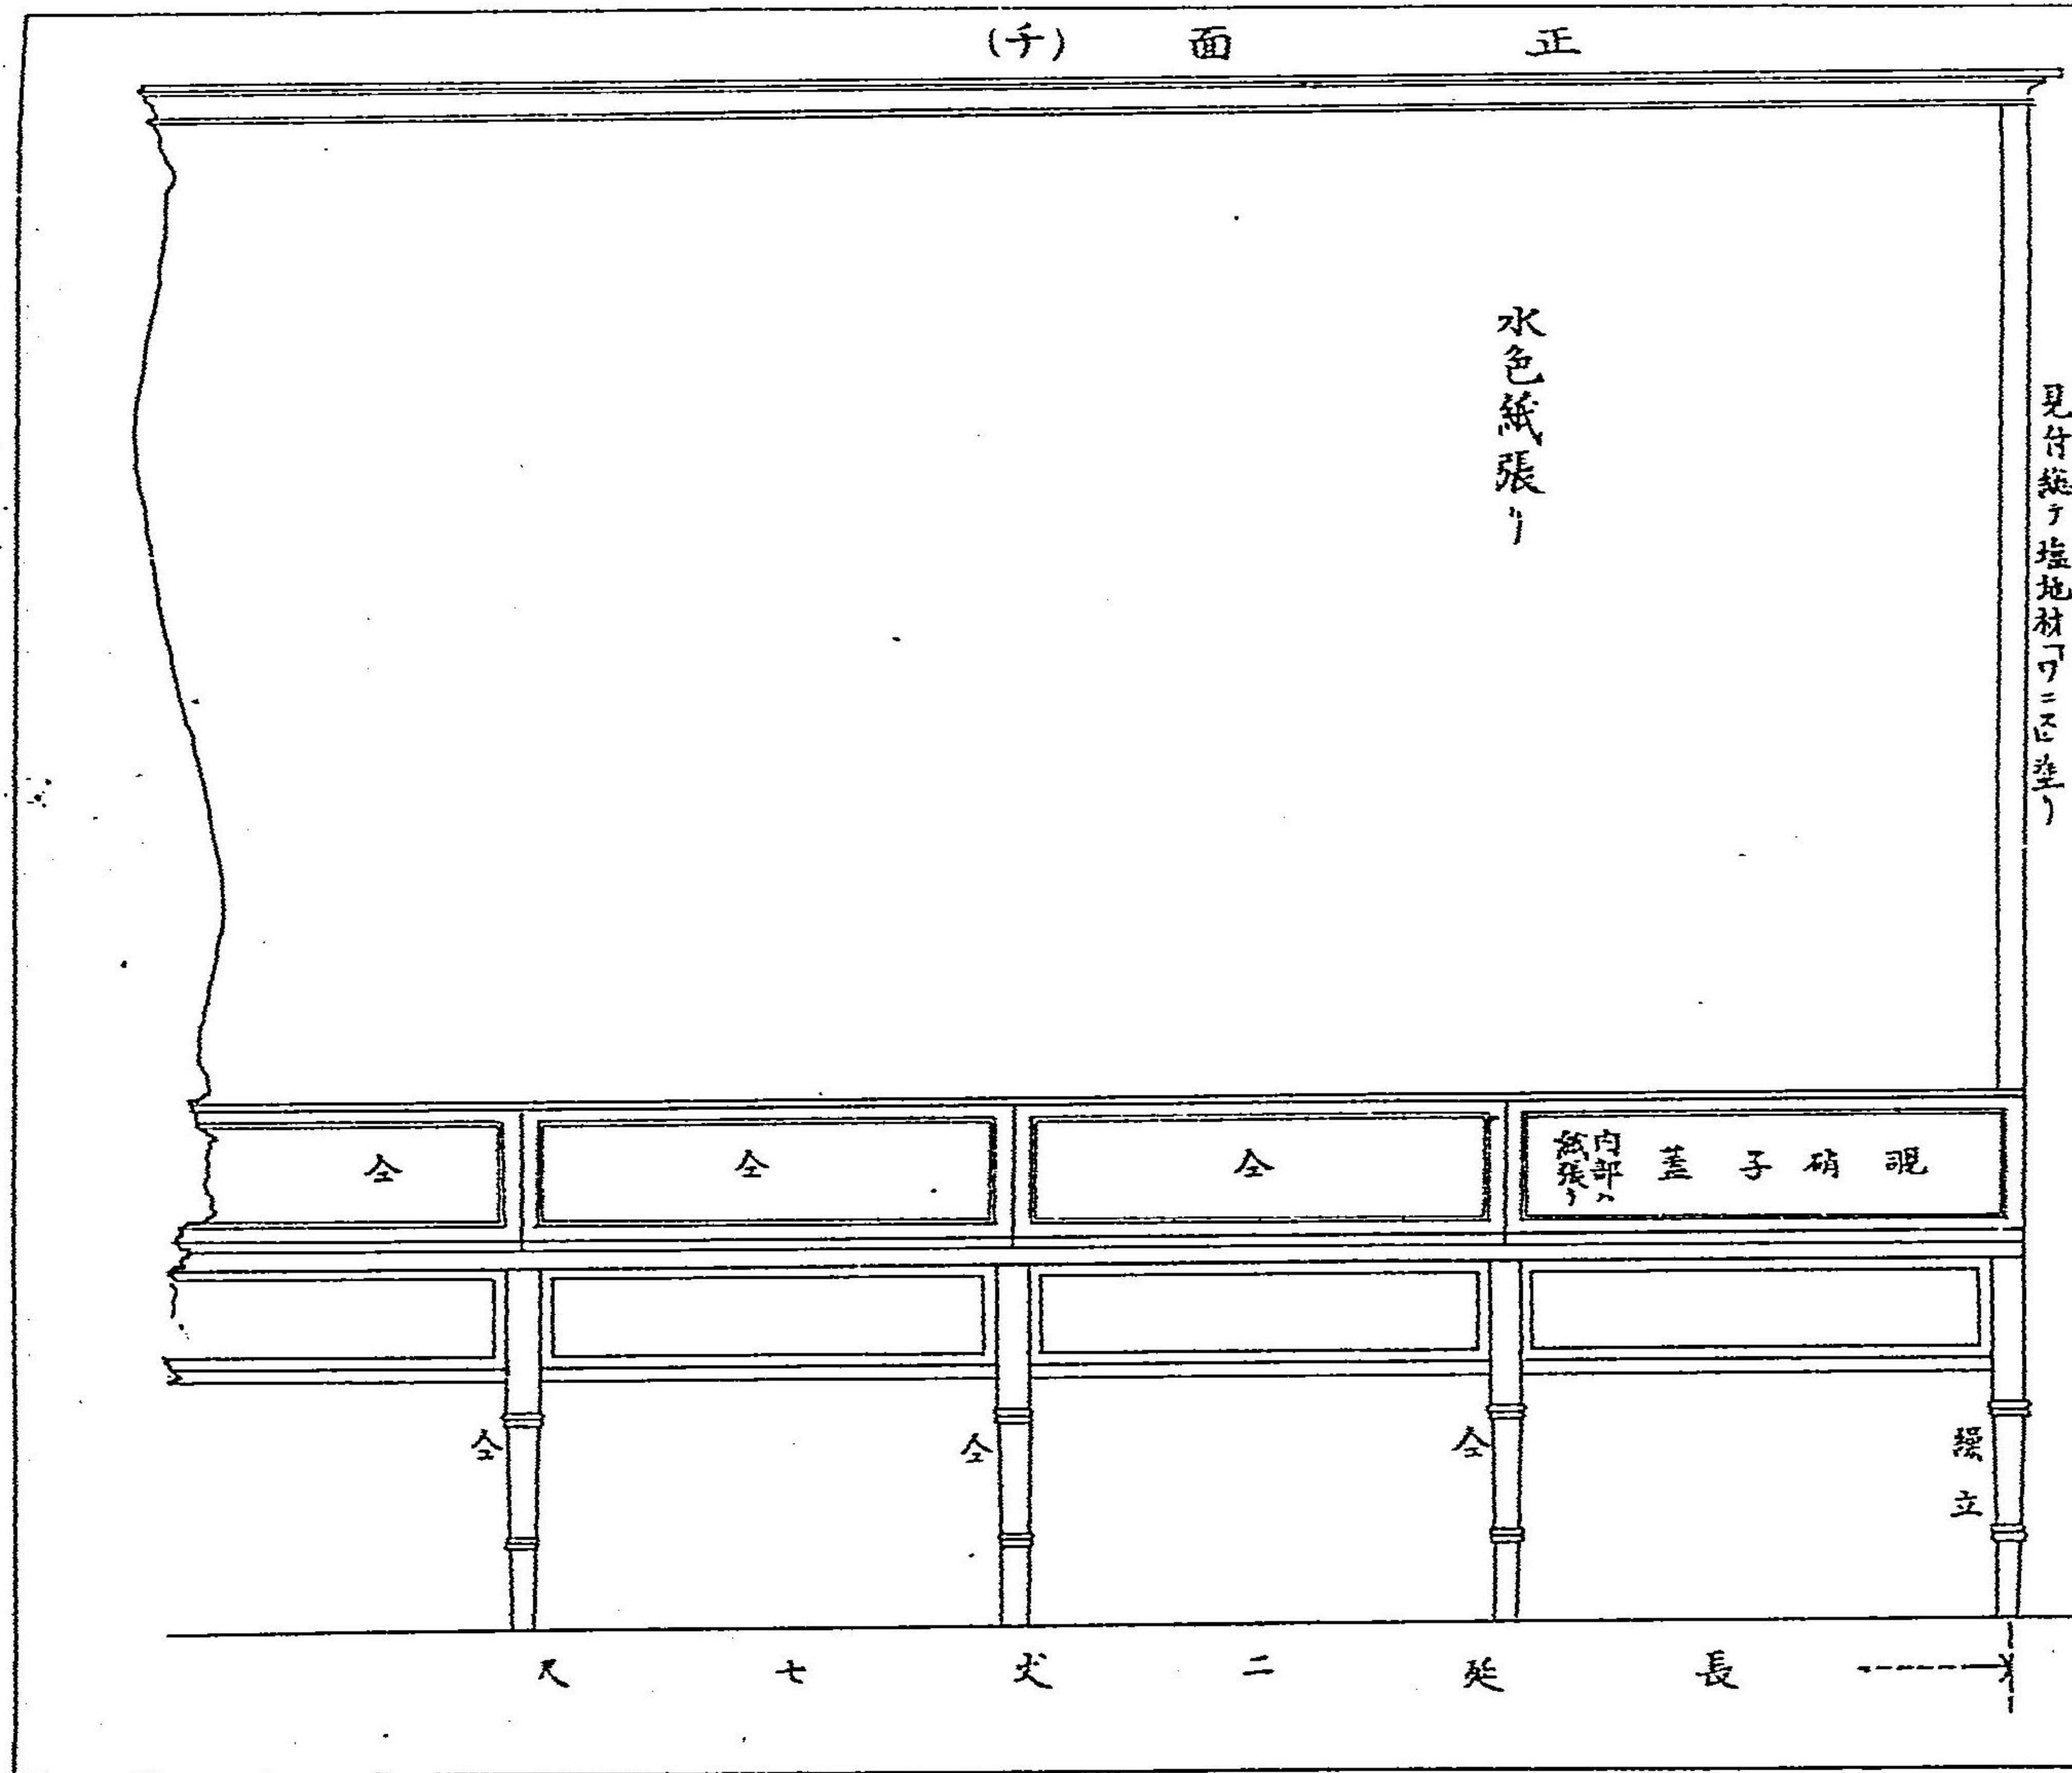 正面(チ)
見付総テ塩地材「ワニス」塗リ
水色紙張リ
覗硝子蓋
内部ハ
紙張リ
仝
仝
仝
立
仝
仝
仝
長延二丈七尺